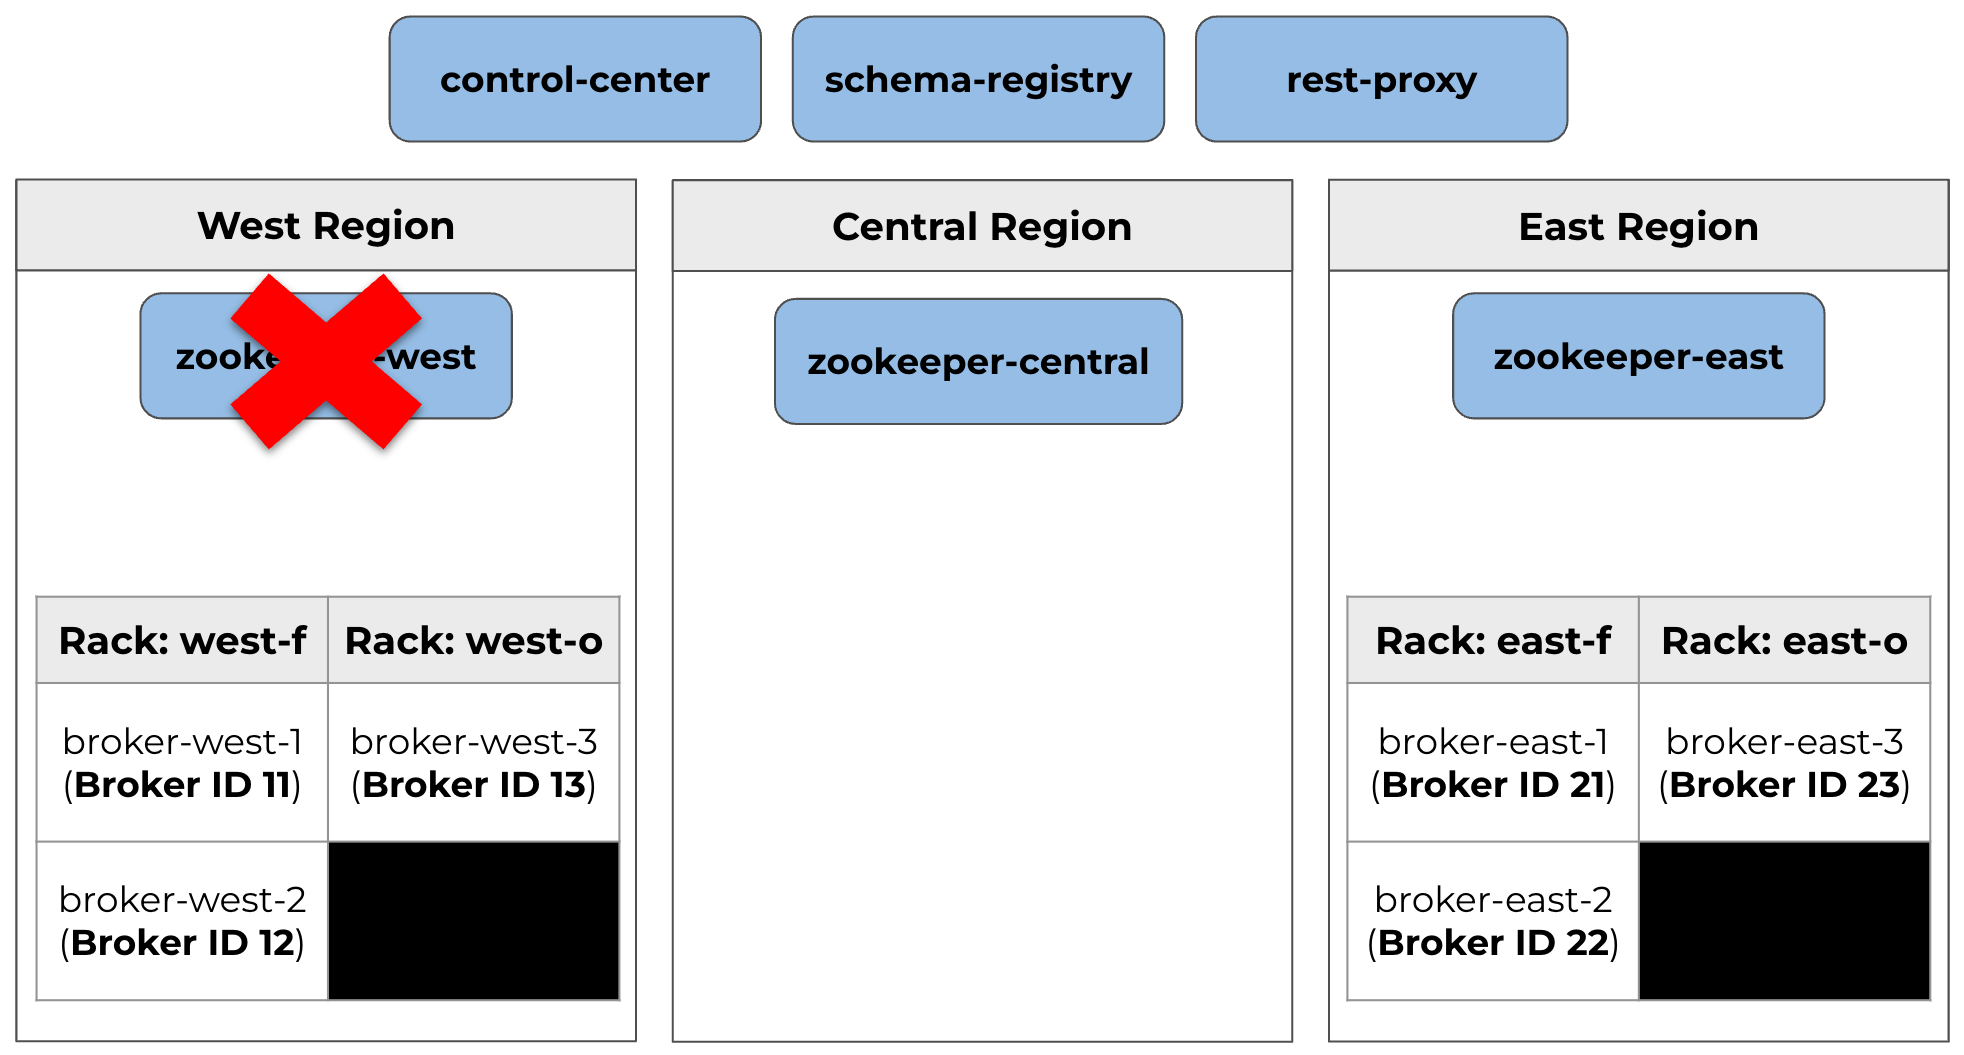 control-center
schema-registry
rest-proxy
West Region
zooke -west
Rack: west-f
Rack: west-o
broker-west-1
(Broker ID 11)
broker-west-3
(Broker ID 13)
broker-west-2
(Broker ID 12)
Central Region
zookeeper-central
East Region
zookeeper-east
Rack: east-f
Rack: east-o
broker-east-1
(Broker ID 21)
broker-east-3
(Broker ID 23)
broker-east-2
(Broker ID 22)